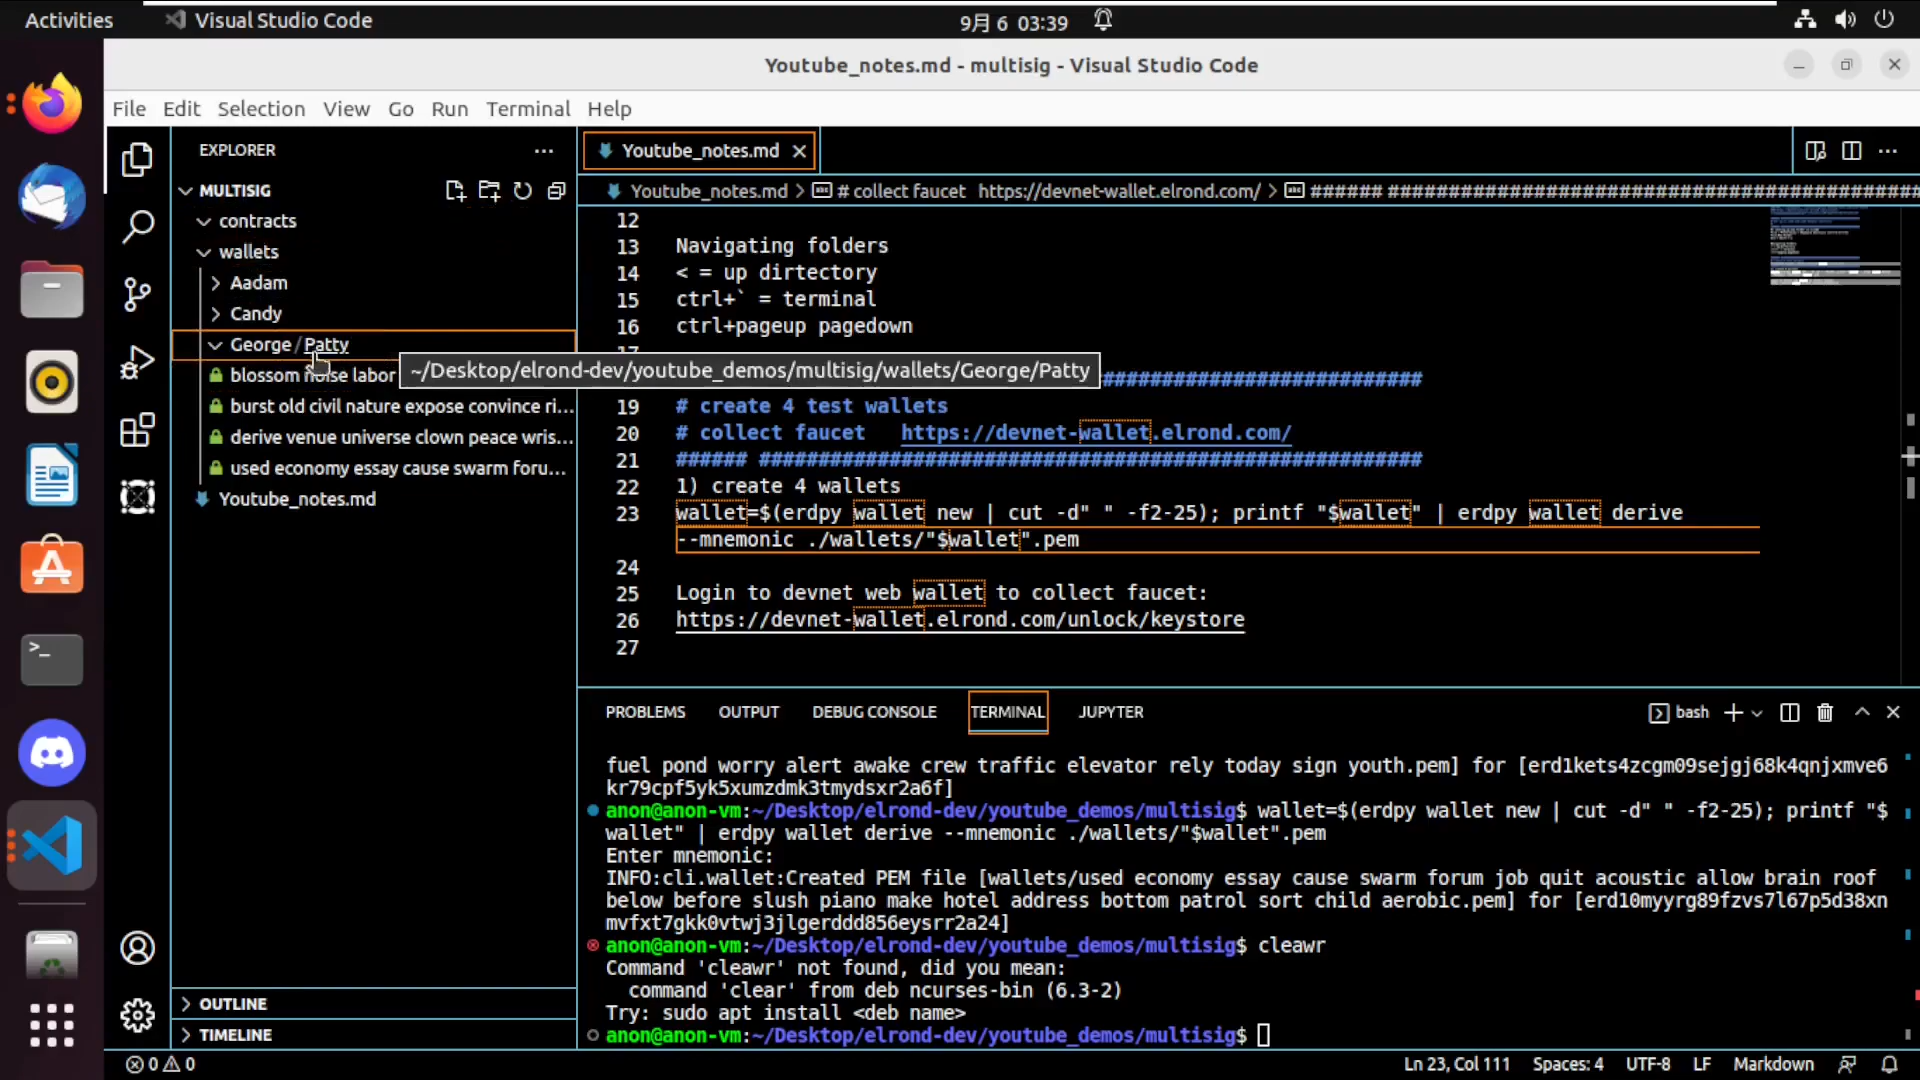 Activities
Visual Studio Code
9月 6 03:39
Youtube_notes.md - multisig - Visual Studio Code
File Edit Selection View Go Run Terminal Help
EXPLORER
MULTISIG
contracts
wallets
Aadam
Candy
George / Patty
blossom noise labor
burst old civil nature expose convince ri...
derive venue universe clown peace wris...
used economy essay cause swarm foru...
Youtube_notes.md
OUTLINE
TIMELINE
~/Desktop/elrond-dev/youtube_demos/multisig/wallets/George/Patty
Youtube_notes.md
Youtube_notes.md > # collect faucet https://devnet-wallet.elrond.com/ >
12
13 Navigating folders
14 < = up dirtectory
15 ctrl+` = terminal
16 ctrl+pageup pagedown
19 # create 4 test wallets
20 # collect faucet https://devnet-wallet.elrond.com/
21 ###### ########################################################
22 1) create 4 wallets
23 wallet=$(erdpy wallet new | cut -d" " -f2-25); printf "$wallet" | erdpy wallet derive
--mnemonic ./wallets/"$wallet".pem
24
25 Login to devnet web wallet to collect faucet:
26 https://devnet-wallet.elrond.com/unlock/keystore
27
PROBLEMS OUTPUT DEBUG CONSOLE TERMINAL JUPYTER
bash
fuel pond worry alert awake crew traffic elevator rely today sign youth.pem] for [erd1kets4zcgm09sejgj68k4qnjxmve6
kr79cpf5yk5xumzdmk3tmydsxr2a6f]
anon@anon-vm:~/Desktop/elrond-dev/youtube_demos/multisig$ wallet=$(erdpy wallet new | cut -d" " -f2-25); printf "$
wallet" | erdpy wallet derive --mnemonic ./wallets/"$wallet".pem
Enter mnemonic:
INFO:cli.wallet:Created PEM file [wallets/used economy essay cause swarm forum job quit acoustic allow brain roof
below before slush piano make hotel address bottom patrol sort child aerobic.pem] for [erd10myyrg89fzvs7l67p5d38xn
mvfxt7gkk0vtwj3jlgerddd856eysrr2a24]
anon@anon-vm:~/Desktop/elrond-dev/youtube_demos/multisig$ cleawr
Command 'cleawr' not found, did you mean:
command 'clear' from deb ncurses-bin (6.3-2)
Try: sudo apt install <deb name>
anon@anon-vm:~/Desktop/elrond-dev/youtube_demos/multisig$
0 0
Ln 23, Col 111 Spaces: 4 UTF-8 LF Markdown